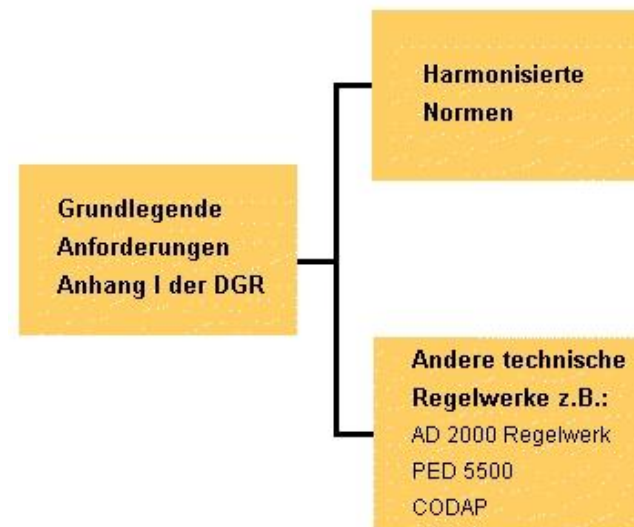 Harmonisierte
Normen
Grundlegende
Anforderungen
Anhang I der DGR
Andere technische
Regelwerke z.B.:
AD 2000 Regelwerk
PED 5500
CODAP